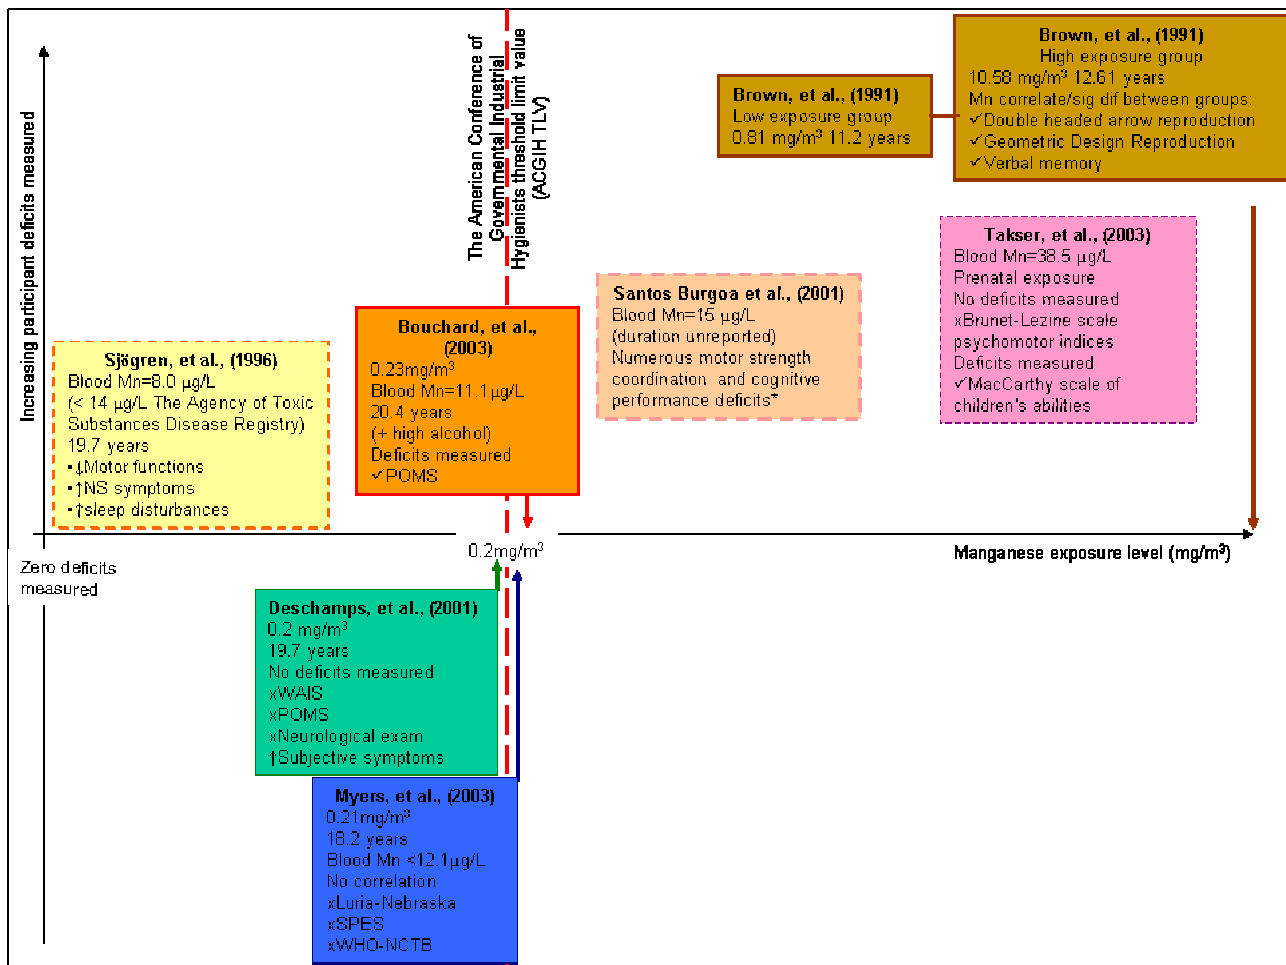 Increasing participant deficits measured
The American Conference of
Governmental Industrial
Hygienists threshold limit value
(ACGIH TLV)
Brown, et al., (1991)
Low exposure group
0.81 mg/m³ 11.2 years
Brown, et al., (1991)
High exposure group
10.58 mg/m³ 12.61 years
Mn correlate/sig dif between groups:
✓Double headed arrow reproduction
✓Geometric Design Reproduction
✓Verbal memory
Sjögren, et al., (1996)
Blood Mn=8.0 µg/L
(< 14 µg/L The Agency of Toxic
Substances Disease Registry)
19.7 years
•↓Motor functions
•↑NS symptoms
•↑sleep disturbances
Bouchard, et al.,
(2003)
0.23mg/m³
Blood Mn=11.1µg/L
20.4 years
(+ high alcohol)
Deficits measured
✓POMS
Santos Burgoa et al., (2001)
Blood Mn=15 µg/L
(duration unreported)
Numerous motor strength
coordination and cognitive
performance deficits*
Takser, et al., (2003)
Blood Mn=38.5 µg/L
Prenatal exposure
No deficits measured
xBrunet-Lezine scale
psychomotor indices
Deficits measured
✓MacCarthy scale of
children's abilities
Zero deficits
measured
0.2mg/m³
Manganese exposure level (mg/m³)
Deschamps, et al., (2001)
0.2 mg/m³
19.7 years
No deficits measured
xWAIS
xPOMS
xNeurological exam
↑Subjective symptoms
Myers, et al., (2003)
0.21mg/m³
18.2 years
Blood Mn <12.1µg/L
No correlation
xLuria-Nebraska
xSPES
xWHO-NCTB